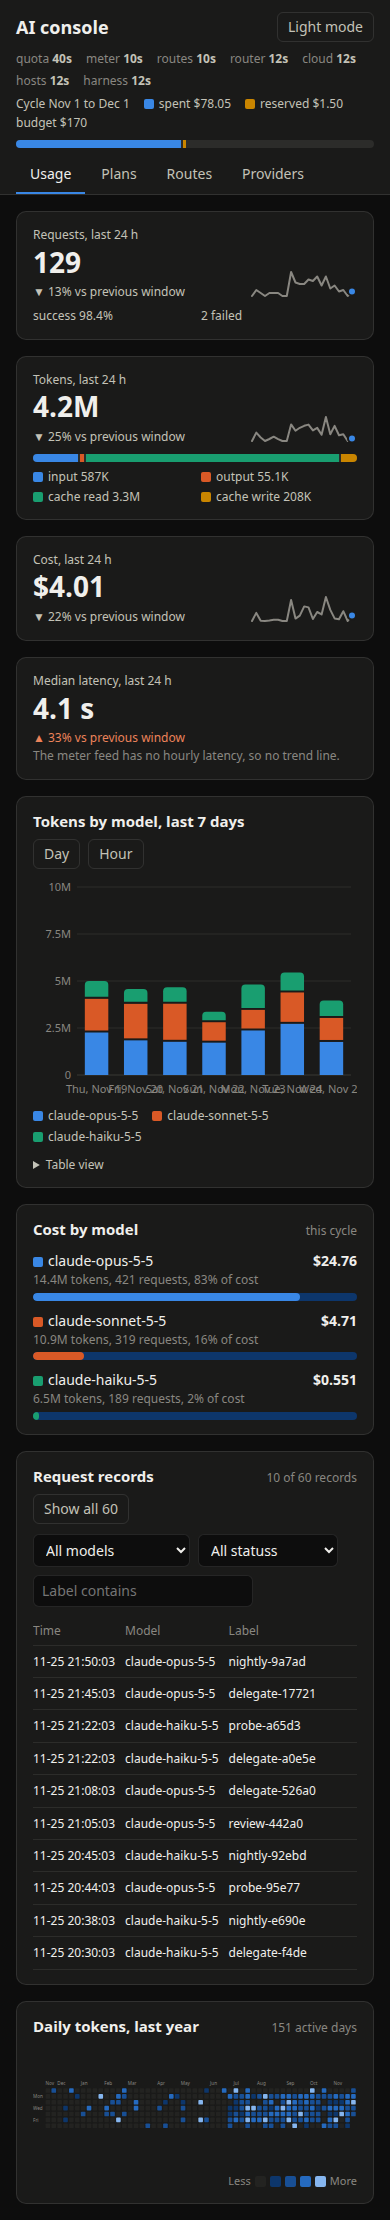 AI console
Light mode
quota 40s meter 10s routes 10s router 12s cloud 12s
hosts 12s harness 12s
Cycle Nov 1 to Dec 1 spent $78.05 reserved $1.50
budget $170
Usage Plans Routes Providers
Requests, last 24 h
129
▼ 13% vs previous window
success 98.4% 2 failed
Tokens, last 24 h
4.2M
▼ 25% vs previous window
input 587K output 55.1K
cache read 3.3M cache write 208K
Cost, last 24 h
$4.01
▼ 22% vs previous window
Median latency, last 24 h
4.1 s
▲ 33% vs previous window
The meter feed has no hourly latency, so no trend line.
Tokens by model, last 7 days
Day Hour
10M
7.5M
5M
2.5M
0
claude-opus-5-5 claude-sonnet-5-5
claude-haiku-5-5
▶ Table view
Cost by model this cycle
claude-opus-5-5 $24.76
14.4M tokens, 421 requests, 83% of cost
claude-sonnet-5-5 $4.71
10.9M tokens, 319 requests, 16% of cost
claude-haiku-5-5 $0.551
6.5M tokens, 189 requests, 2% of cost
Request records 10 of 60 records
Show all 60
All models All statuss
Label contains
Time Model Label
11-25 21:50:03 claude-opus-5-5 nightly-9a7ad
11-25 21:45:03 claude-opus-5-5 delegate-17721
11-25 21:22:03 claude-haiku-5-5 probe-a65d3
11-25 21:22:03 claude-haiku-5-5 delegate-a0e5e
11-25 21:08:03 claude-opus-5-5 delegate-526a0
11-25 21:05:03 claude-opus-5-5 review-442a0
11-25 20:45:03 claude-haiku-5-5 nightly-92ebd
11-25 20:44:03 claude-opus-5-5 probe-95e77
11-25 20:38:03 claude-haiku-5-5 nightly-e690e
11-25 20:30:03 claude-haiku-5-5 delegate-f4de
Daily tokens, last year 151 active days
Nov Dec Jan Feb Mar Apr May Jun Jul Aug Sep Oct Nov
Mon
Wed
Fri
Less More